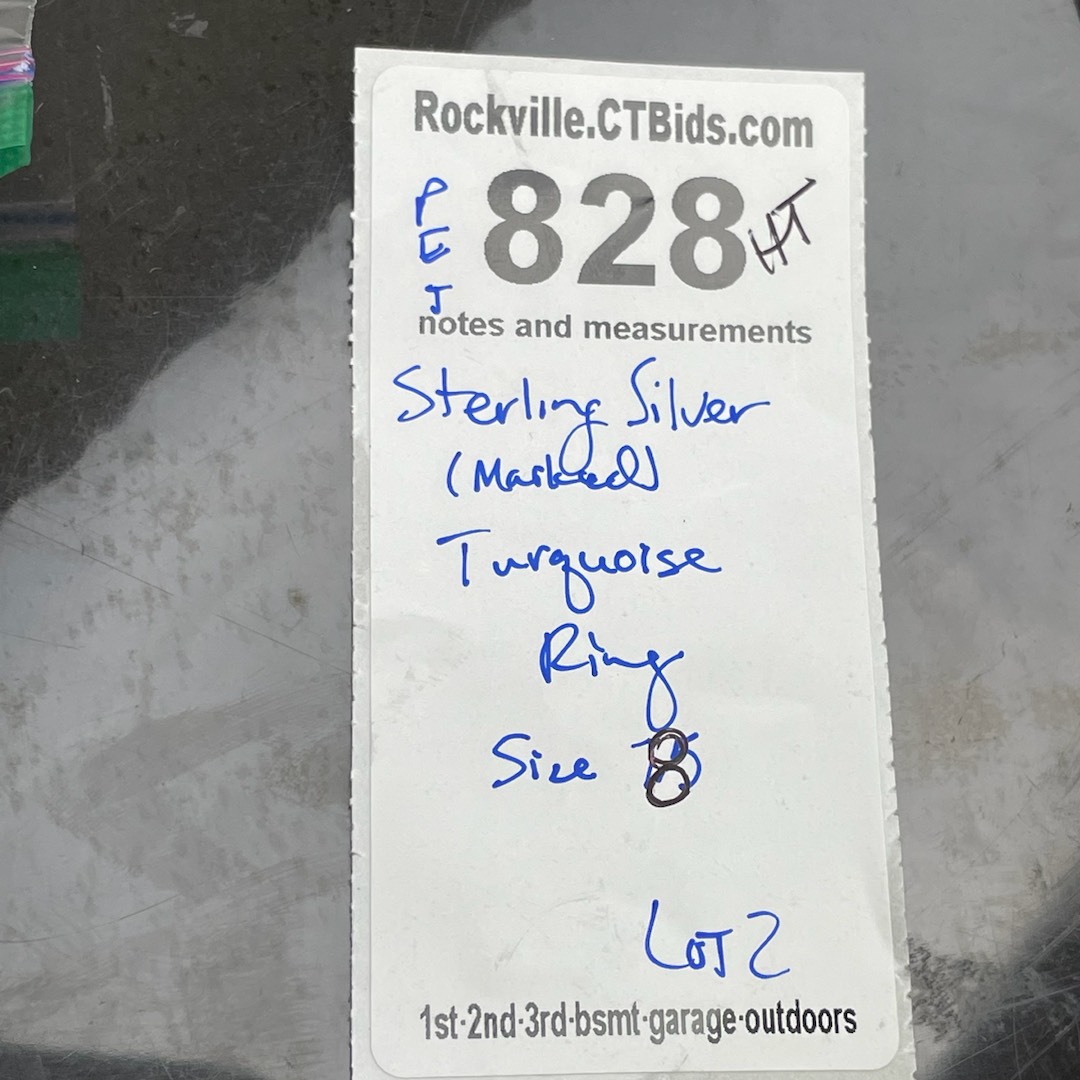 Rockville.CTBids.com
PEJ
828
HT
notes and measurements
Sterling Silver
(Marked)
Turquoise
Ring
Size 8
LOT 2
1st·2nd·3rd·bsmt·garage·outdoors